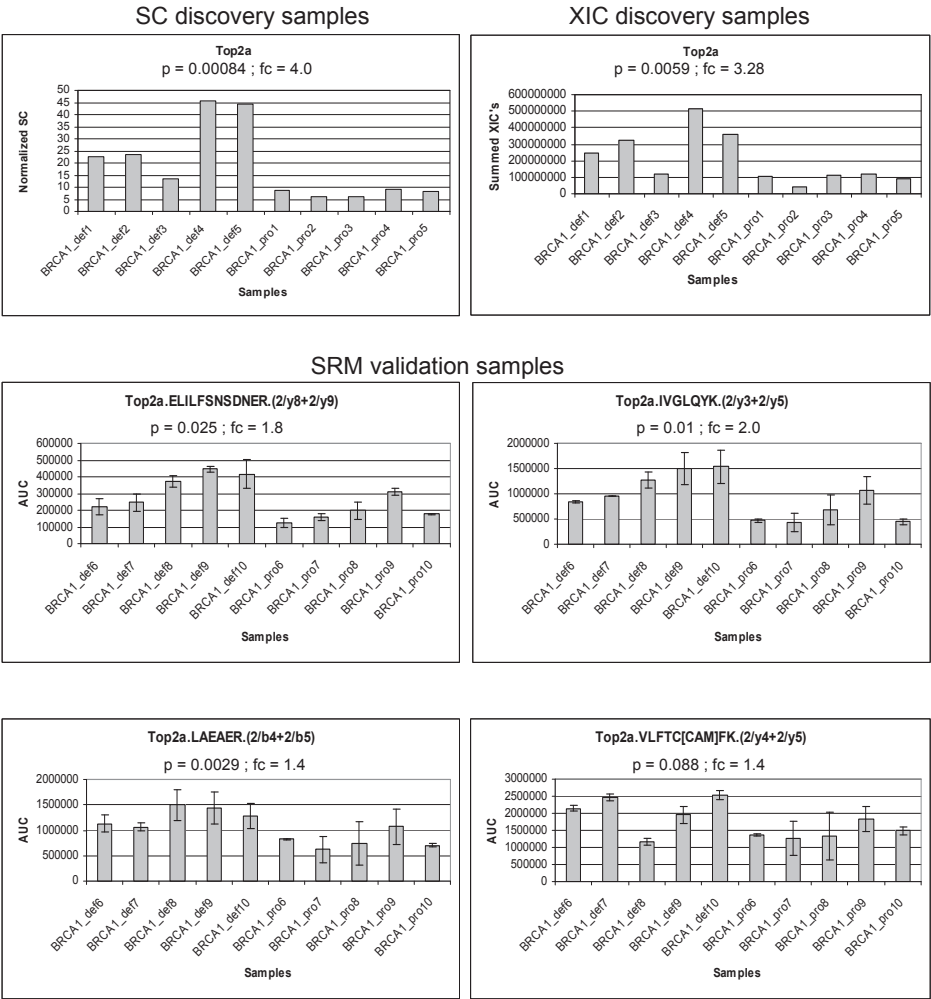 SC discovery samples
XIC discovery samples
Top2a
p = 0.00084 ; fc = 4.0
Normalized SC
50
45
40
35
30
25
20
15
10
5
0
BRCA1_def1
BRCA1_def2
BRCA1_def3
BRCA1_def4
BRCA1_def5
BRCA1_pro1
BRCA1_pro2
BRCA1_pro3
BRCA1_pro4
BRCA1_pro5
Samples
Top2a
p = 0.0059 ; fc = 3.28
Summed XIC's
600000000
500000000
400000000
300000000
200000000
100000000
0
BRCA1_def1
BRCA1_def2
BRCA1_def3
BRCA1_def4
BRCA1_def5
BRCA1_pro1
BRCA1_pro2
BRCA1_pro3
BRCA1_pro4
BRCA1_pro5
Samples
SRM validation samples
Top2a.ELILFSNSDNER.(2/y8+2/y9)
p = 0.025 ; fc = 1.8
AUC
600000
500000
400000
300000
200000
100000
0
BRCA1_def6
BRCA1_def7
BRCA1_def8
BRCA1_def9
BRCA1_def10
BRCA1_pro6
BRCA1_pro7
BRCA1_pro8
BRCA1_pro9
BRCA1_pro10
Samples
Top2a.IVGLQYK.(2/y3+2/y5)
p = 0.01 ; fc = 2.0
AUC
2000000
1500000
1000000
500000
0
BRCA1_def6
BRCA1_def7
BRCA1_def8
BRCA1_def9
BRCA1_def10
BRCA1_pro6
BRCA1_pro7
BRCA1_pro8
BRCA1_pro9
BRCA1_pro10
Samples
Top2a.LAEAER.(2/b4+2/b5)
p = 0.0029 ; fc = 1.4
AUC
2000000
1500000
1000000
500000
0
BRCA1_def6
BRCA1_def7
BRCA1_def8
BRCA1_def9
BRCA1_def10
BRCA1_pro6
BRCA1_pro7
BRCA1_pro8
BRCA1_pro9
BRCA1_pro10
Samples
Top2a.VLFTC[CAM]FK.(2/y4+2/y5)
p = 0.088 ; fc = 1.4
AUC
3000000
2500000
2000000
1500000
1000000
500000
0
BRCA1_def6
BRCA1_def7
BRCA1_def8
BRCA1_def9
BRCA1_def10
BRCA1_pro6
BRCA1_pro7
BRCA1_pro8
BRCA1_pro9
BRCA1_pro10
Samples